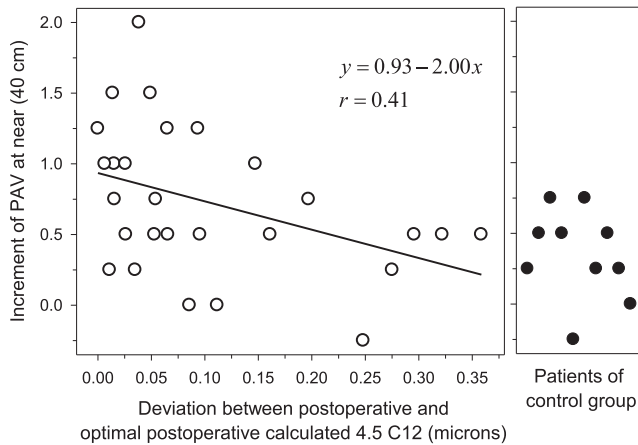 Increment of PAV at near (40 cm)
2.0
1.5
1.0
0.5
0.0
y = 0.93 − 2.00x
r = 0.41
0.00 0.05 0.10 0.15 0.20 0.25 0.30 0.35
Deviation between postoperative and
optimal postoperative calculated 4.5 C12 (microns)
Patients of
control group